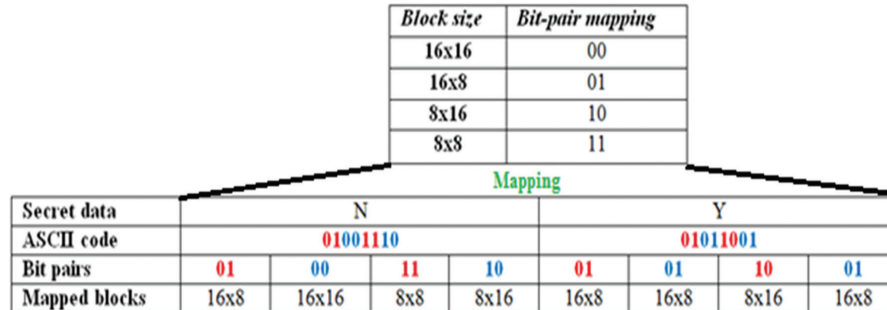 Block size Bit-pair mapping
16x16 00
16x8 01
8x16 10
8x8 11
Mapping
Secret data N Y
ASCII code 01001110 01011001
Bit pairs 01 00 11 10 01 01 10 01
Mapped blocks 16x8 16x16 8x8 8x16 16x8 16x8 8x16 16x8